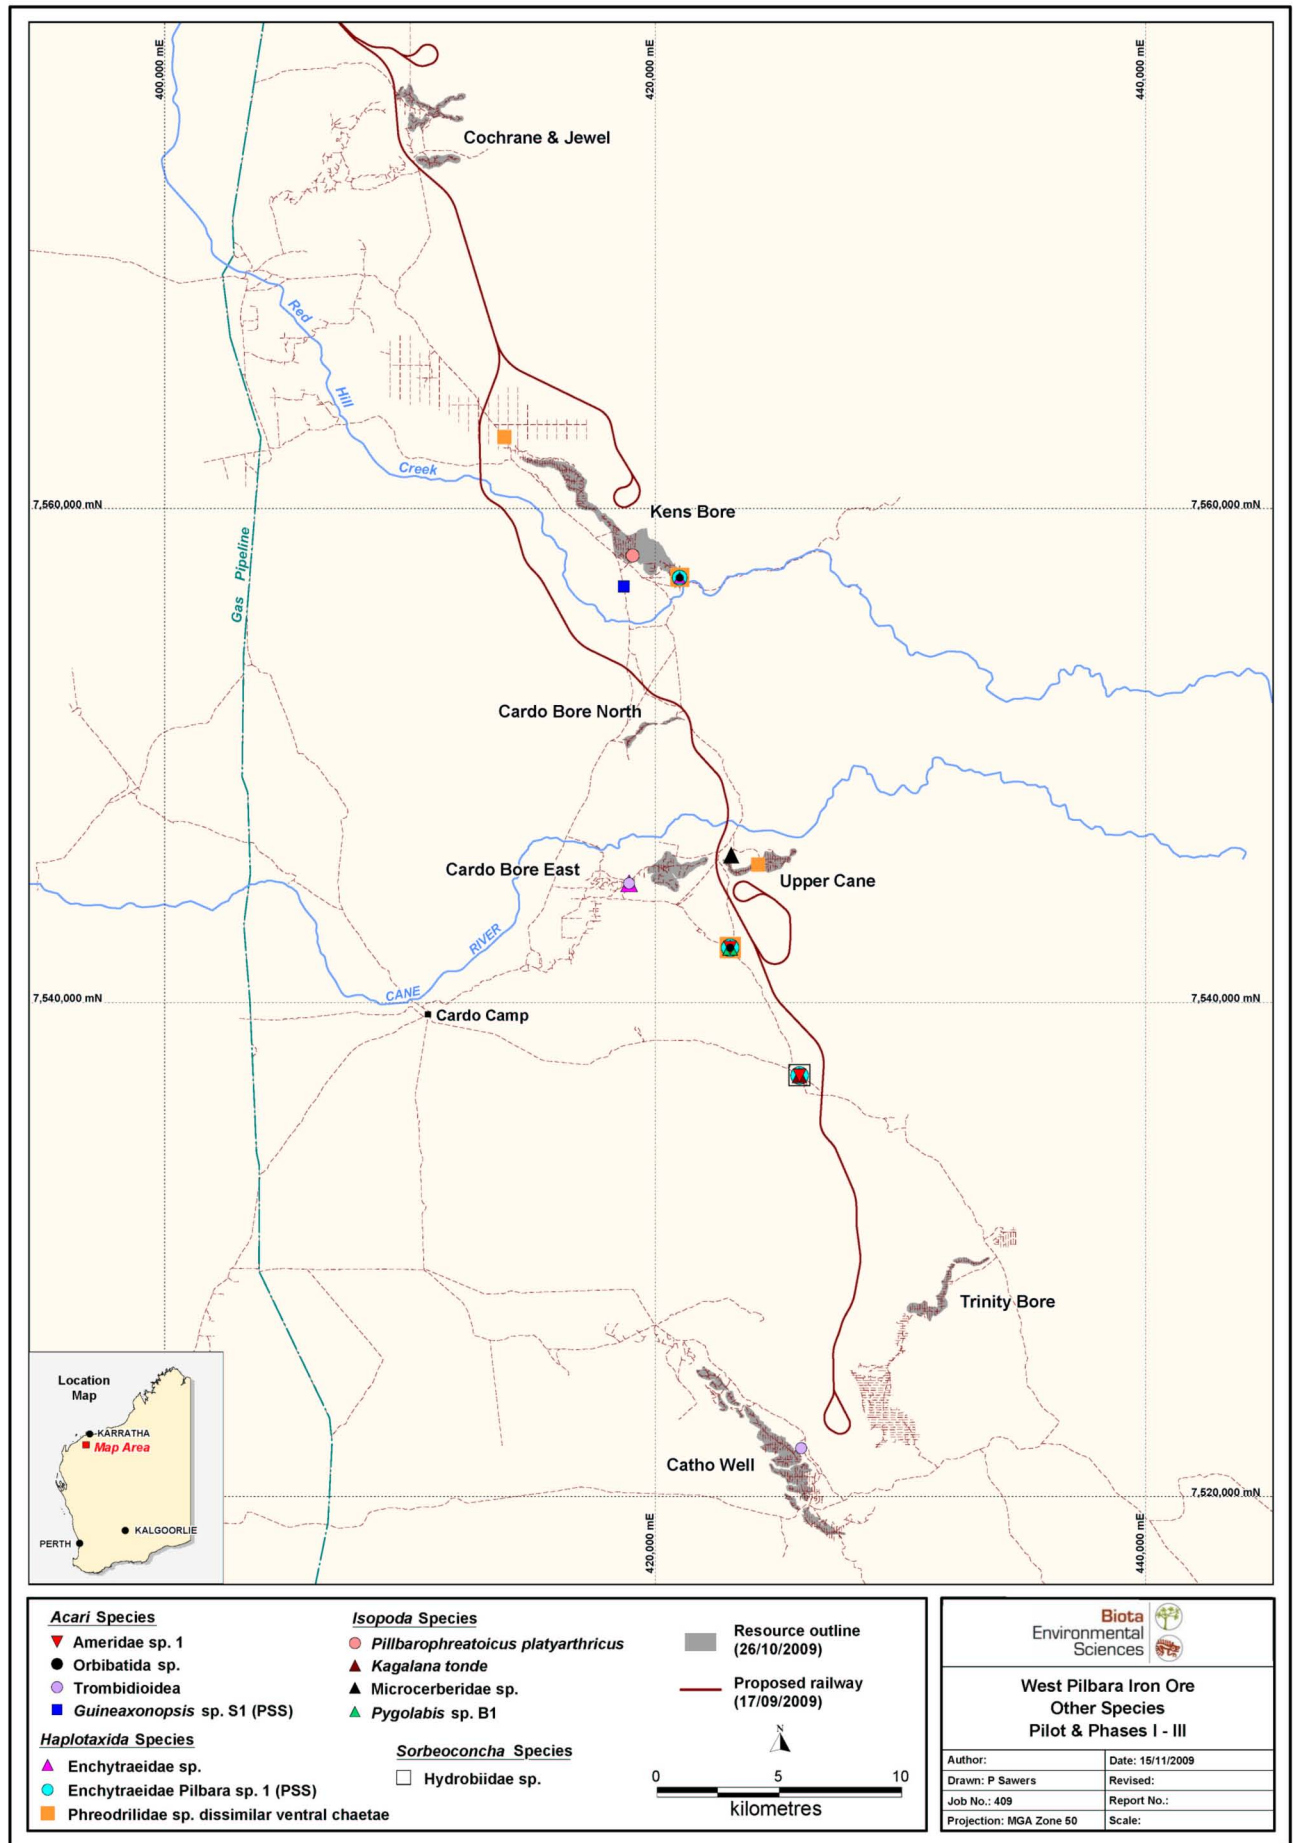 400,000 mE
420,000 mE
440,000 mE
Cochrane & Jewel
Red
Hill
Creek
7,560,000 mN
Kens Bore
7,560,000 mN
Gas Pipeline
Cardo Bore North
Cardo Bore East
Upper Cane
RIVER
CANE
7,540,000 mN
7,540,000 mN
Cardo Camp
Trinity Bore
Catho Well
7,520,000 mN
420,000 mE
440,000 mE
Location
Map
KARRATHA
Map Area
KALGOORLIE
PERTH
Acari Species
Ameridae sp. 1
Orbibatida sp.
Trombidioidea
Guineaxonopsis sp. S1 (PSS)
Haplotaxida Species
Enchytraeidae sp.
Enchytraeidae Pilbara sp. 1 (PSS)
Phreodrilidae sp. dissimilar ventral chaetae
Isopoda Species
Pillbarophreatoicus platyarthricus
Kagalana tonde
Microcerberidae sp.
Pygolabis sp. B1
Sorbeoconcha Species
Hydrobiidae sp.
Resource outline
(26/10/2009)
Proposed railway
(17/09/2009)
N
0 5 10
kilometres
Biota
Environmental
Sciences
West Pilbara Iron Ore
Other Species
Pilot & Phases I - III
Author: Date: 15/11/2009
Drawn: P Sawers Revised:
Job No.: 409 Report No.:
Projection: MGA Zone 50 Scale: